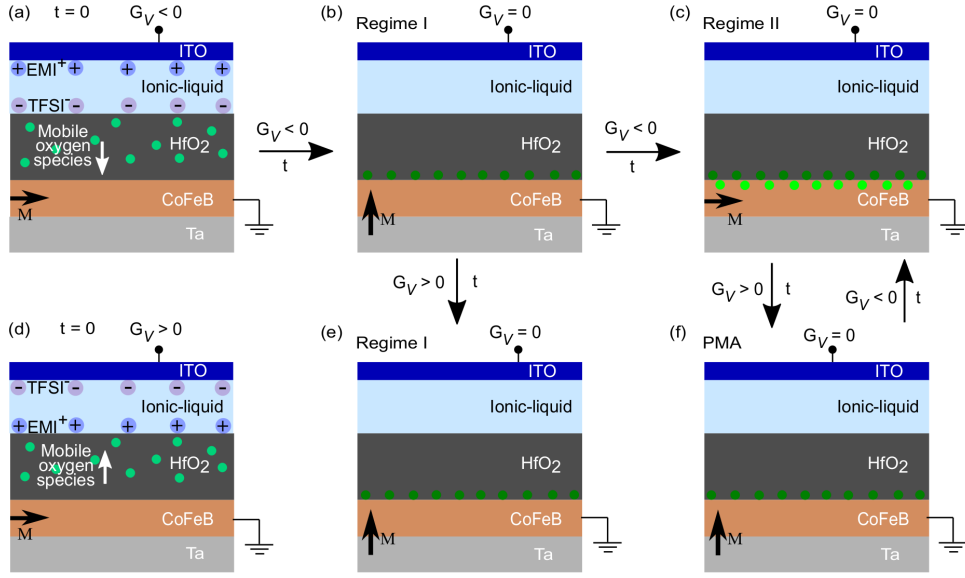 (a) t = 0 G_V < 0
ITO
+ EMI⁺ + + + +
Ionic-liquid
- TFSI⁻ - - - -
Mobile oxygen species
HfO₂
M
CoFeB
Ta
G_V < 0
t
(b) Regime I G_V = 0
ITO
Ionic-liquid
HfO₂
M
CoFeB
Ta
G_V < 0
t
(c) Regime II G_V = 0
ITO
Ionic-liquid
HfO₂
M
CoFeB
Ta
G_V > 0 t
G_V > 0 t
G_V < 0 t
(d) t = 0 G_V > 0
ITO
- TFSI⁻ - - - -
Ionic-liquid
+ EMI⁺ + + + +
Mobile oxygen species
HfO₂
M
CoFeB
Ta
(e) Regime I G_V = 0
ITO
Ionic-liquid
HfO₂
M
CoFeB
Ta
(f) PMA G_V = 0
ITO
Ionic-liquid
HfO₂
M
CoFeB
Ta